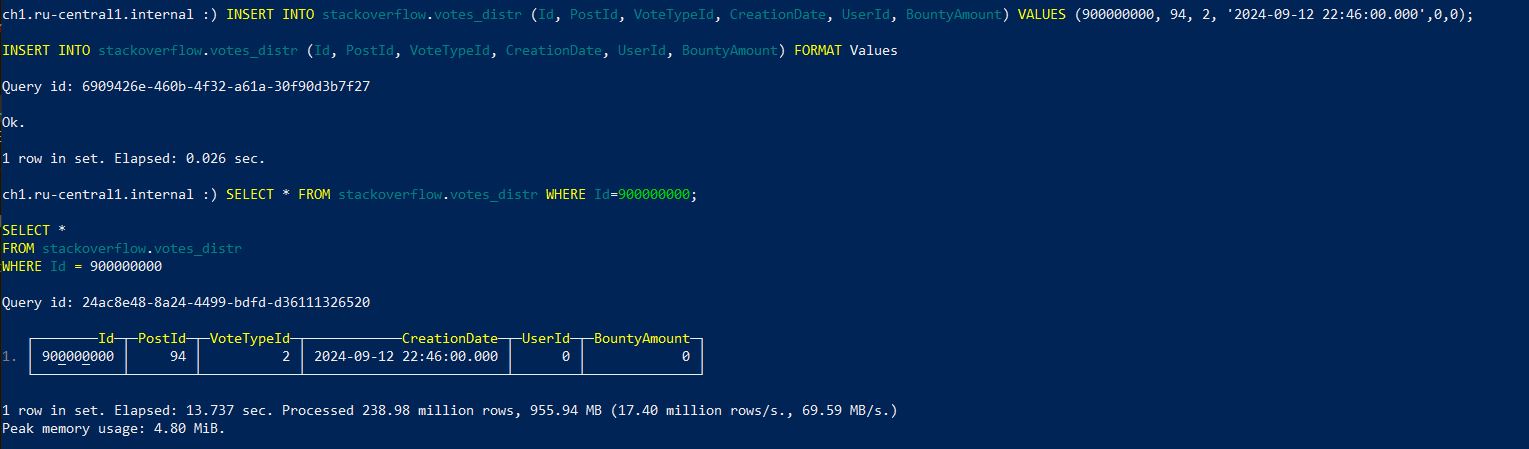 ch1.ru-central1.internal :) INSERT INTO stackoverflow.votes_distr (Id, PostId, VoteTypeId, CreationDate, UserId, BountyAmount) VALUES (900000000, 94, 2, '2024-09-12 22:46:00.000',0,0);
INSERT INTO stackoverflow.votes_distr (Id, PostId, VoteTypeId, CreationDate, UserId, BountyAmount) FORMAT Values
Query id: 6909426e-460b-4f32-a61a-30f90d3b7f27
Ok.
1 row in set. Elapsed: 0.026 sec.
ch1.ru-central1.internal :) SELECT * FROM stackoverflow.votes_distr WHERE Id=900000000;
SELECT *
FROM stackoverflow.votes_distr
WHERE Id = 900000000
Query id: 24ac8e48-8a24-4499-bdfd-d36111326520
Id PostId VoteTypeId CreationDate UserId BountyAmount
1. 900000000 94 2 2024-09-12 22:46:00.000 0 0
1 row in set. Elapsed: 13.737 sec. Processed 238.98 million rows, 955.94 MB (17.40 million rows/s., 69.59 MB/s.)
Peak memory usage: 4.80 MiB.